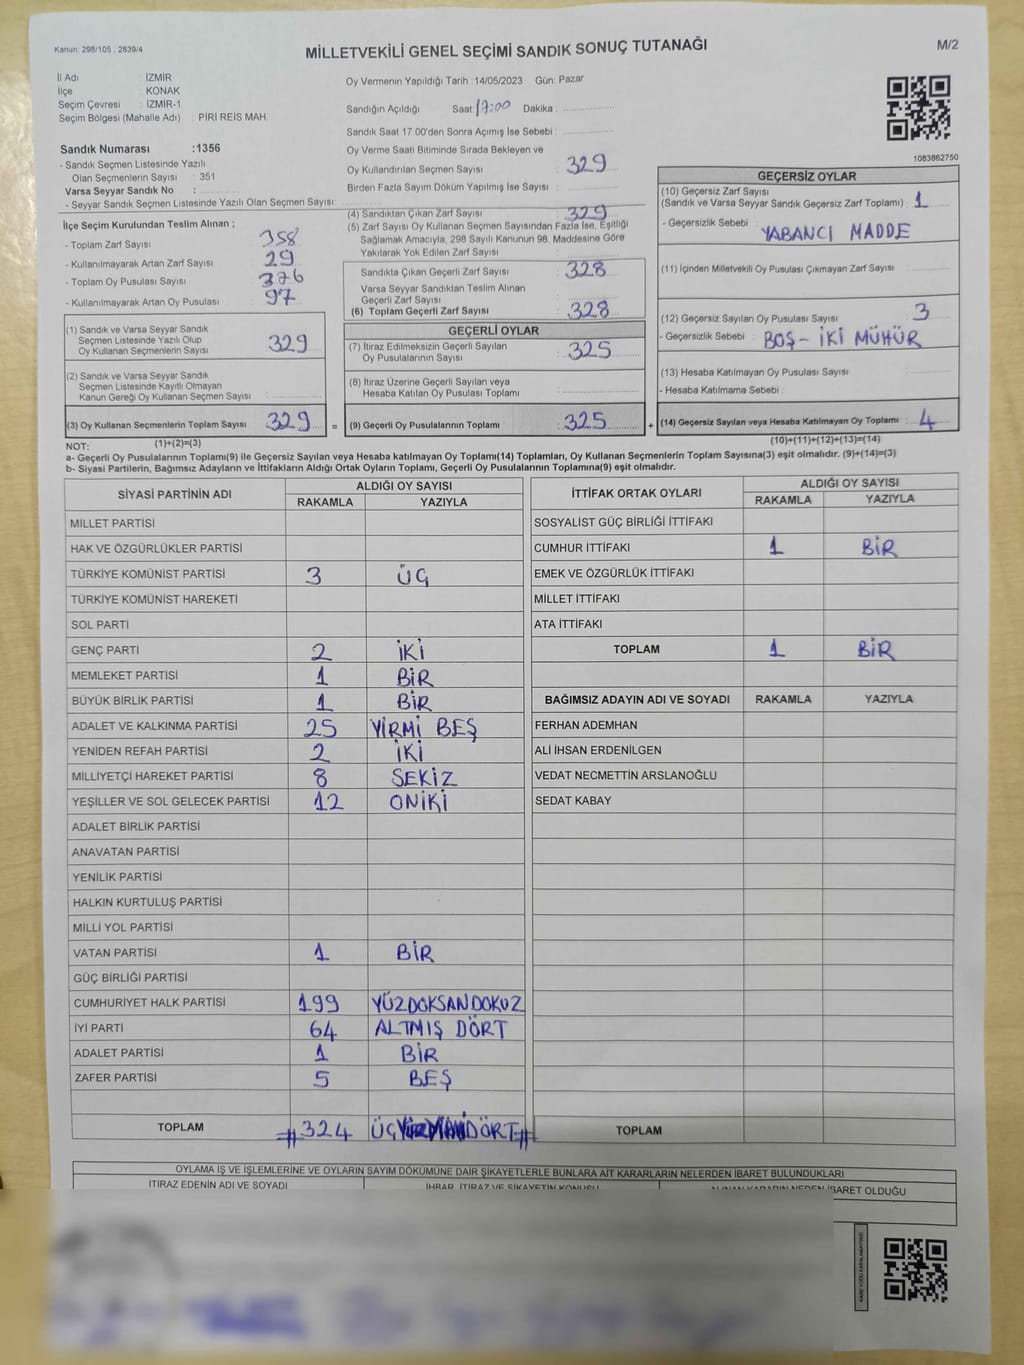 Kanun: 298/105 , 2839/4
MİLLETVEKİLİ GENEL SEÇİMİ SANDIK SONUÇ TUTANAĞI
M/2
İl Adı İZMİR
İlçe : KONAK
Seçim Çevresi : İZMİR-1
Seçim Bölgesi (Mahalle Adı) : PİRİ REİS MAH.
Sandık Numarası :1356
- Sandık Seçmen Listesinde Yazılı
Olan Seçmenlerin Sayısı : 351
Varsa Seyyar Sandık No :
- Seyyar Sandık Seçmen Listesinde Yazılı Olan Seçmen Sayısı:
İlçe Seçim Kurulundan Teslim Alınan ;
- Toplam Zarf Sayısı 358
- Kullanılmayarak Artan Zarf Sayısı 29
- Toplam Oy Pusulası Sayısı 376
- Kullanılmayarak Artan Oy Pusulası 97
(1) Sandık ve Varsa Seyyar Sandık
Seçmen Listesinde Yazılı Olup
Oy Kullanan Seçmenlerin Sayısı 329
(2) Sandık ve Varsa Seyyar Sandık
Seçmen Listesinde Kayıtlı Olmayan
Kanun Gereği Oy Kullanan Seçmen Sayısı
(3) Oy Kullanan Seçmenlerin Toplam Sayısı 329 =
Oy Vermenin Yapıldığı Tarih :14/05/2023 Gün: Pazar
Sandığın Açıldığı Saat: 17:00 Dakika :
Sandık Saat 17.00'den Sonra Açımış İse Sebebi :
Oy Verme Saati Bitiminde Sırada Bekleyen ve
Oy Kullandırılan Seçmen Sayısı : 329
Birden Fazla Sayım Döküm Yapılmış İse Sayısı :
(4) Sandıktan Çıkan Zarf Sayısı : 329
(5) Zarf Sayısı Oy Kullanan Seçmen Sayısından Fazla İse, Eşitliği
Sağlamak Amacıyla, 298 Sayılı Kanunun 98. Maddesine Göre
Yakılarak Yok Edilen Zarf Sayısı :
Sandıkta Çıkan Geçerli Zarf Sayısı : 328
Varsa Seyyar Sandıktan Teslim Alınan
Geçerli Zarf Sayısı
(6) Toplam Geçerli Zarf Sayısı : 328
GEÇERLİ OYLAR
(7) İtiraz Edilmeksizin Geçerli Sayılan
Oy Pusulalarının Sayısı : 325
(8) İtiraz Üzerine Geçerli Sayılan veya
Hesaba Katılan Oy Pusulası Toplamı
(9) Geçerli Oy Pusulalarının Toplamı : 325 +
1083862750
GEÇERSİZ OYLAR
(10) Geçersiz Zarf Sayısı
(Sandık ve Varsa Seyyar Sandık Geçersiz Zarf Toplamı) : 1
- Geçersizlik Sebebi : YABANCI MADDE
(11) İçinden Milletvekili Oy Pusulası Çıkmayan Zarf Sayısı :
(12) Geçersiz Sayılan Oy Pusulası Sayısı : 3
- Geçersizlik Sebebi : BOŞ - İKİ MÜHÜR
(13) Hesaba Katılmayan Oy Pusulası Sayısı :
- Hesaba Katılmama Sebebi :
(14) Geçersiz Sayılan veya Hesaba Katılmayan Oy Toplamı : 4
NOT: (1)+(2)=(3) (10)+(11)+(12)+(13)=(14)
a- Geçerli Oy Pusulalarının Toplamı(9) ile Geçersiz Sayılan veya Hesaba katılmayan Oy Toplamı(14) Toplamları, Oy Kullanan Seçmenlerin Toplam Sayısına(3) eşit olmalıdır. (9)+(14)=(3)
b- Siyasi Partilerin, Bağımsız Adayların ve İttifakların Aldığı Ortak Oyların Toplamı, Geçerli Oy Pusulalarının Toplamına(9) eşit olmalıdır.
SİYASİ PARTİNİN ADI ALDIĞI OY SAYISI
RAKAMLA YAZIYLA
MİLLET PARTİSİ
HAK VE ÖZGÜRLÜKLER PARTİSİ
TÜRKİYE KOMÜNİST PARTİSİ 3 ÜÇ
TÜRKİYE KOMÜNİST HAREKETİ
SOL PARTİ
GENÇ PARTİ 2 İKİ
MEMLEKET PARTİSİ 1 BİR
BÜYÜK BİRLİK PARTİSİ 1 BİR
ADALET VE KALKINMA PARTİSİ 25 YİRMİ BEŞ
YENİDEN REFAH PARTİSİ 2 İKİ
MİLLİYETÇİ HAREKET PARTİSİ 8 SEKİZ
YEŞİLLER VE SOL GELECEK PARTİSİ 12 ONİKİ
ADALET BİRLİK PARTİSİ
ANAVATAN PARTİSİ
YENİLİK PARTİSİ
HALKIN KURTULUŞ PARTİSİ
MİLLİ YOL PARTİSİ
VATAN PARTİSİ 1 BİR
GÜÇ BİRLİĞİ PARTİSİ
CUMHURİYET HALK PARTİSİ 199 YÜZDOKSANDOKUZ
İYİ PARTİ 64 ALTMIŞ DÖRT
ADALET PARTİSİ 1 BİR
ZAFER PARTİSİ 5 BEŞ
TOPLAM #324 ÜÇYÜZYİRMİDÖRT#
İTTİFAK ORTAK OYLARI ALDIĞI OY SAYISI
RAKAMLA YAZIYLA
SOSYALİST GÜÇ BİRLİĞİ İTTİFAKI
CUMHUR İTTİFAKI 1 BİR
EMEK VE ÖZGÜRLÜK İTTİFAKI
MİLLET İTTİFAKI
ATA İTTİFAKI
TOPLAM 1 BİR
BAĞIMSIZ ADAYIN ADI VE SOYADI RAKAMLA YAZIYLA
FERHAN ADEMHAN
ALİ İHSAN ERDENİLGEN
VEDAT NECMETTİN ARSLANOĞLU
SEDAT KABAY
TOPLAM
OYLAMA İŞ VE İŞLEMLERİNE VE OYLARIN SAYIM DÖKÜMÜNE DAİR ŞİKAYETLERLE BUNLARA AİT KARARLARIN NELERDEN İBARET BULUNDUKLARI
İTİRAZ EDENİN ADI VE SOYADI İHBAR, İTİRAZ VE ŞİKAYETİN KONUSU ALINAN KARARIN NEDEN İBARET OLDUĞU